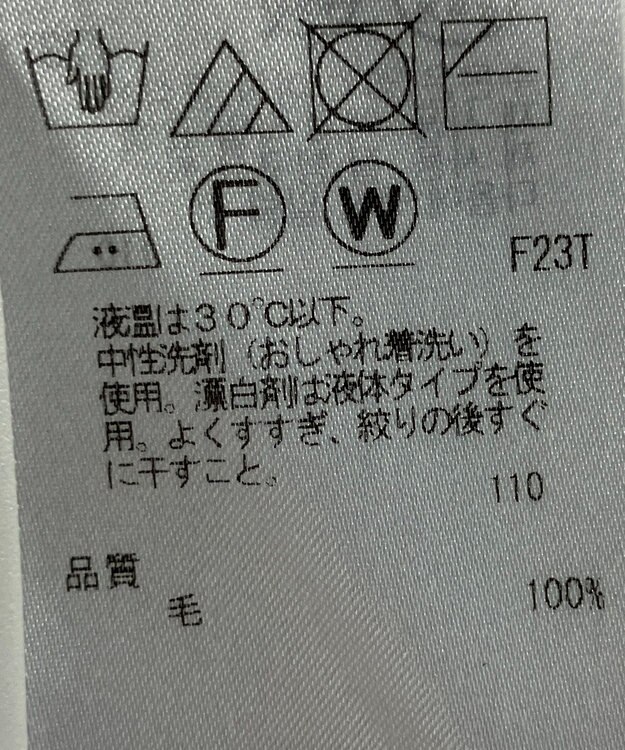 F
W
F23T
液温は30℃以下。
中性洗剤(おしゃれ着洗い)を
使用。漂白剤は液体タイプを使
用。よくすすぎ、絞りの後すぐ
に干すこと。
110
品質
毛 100%